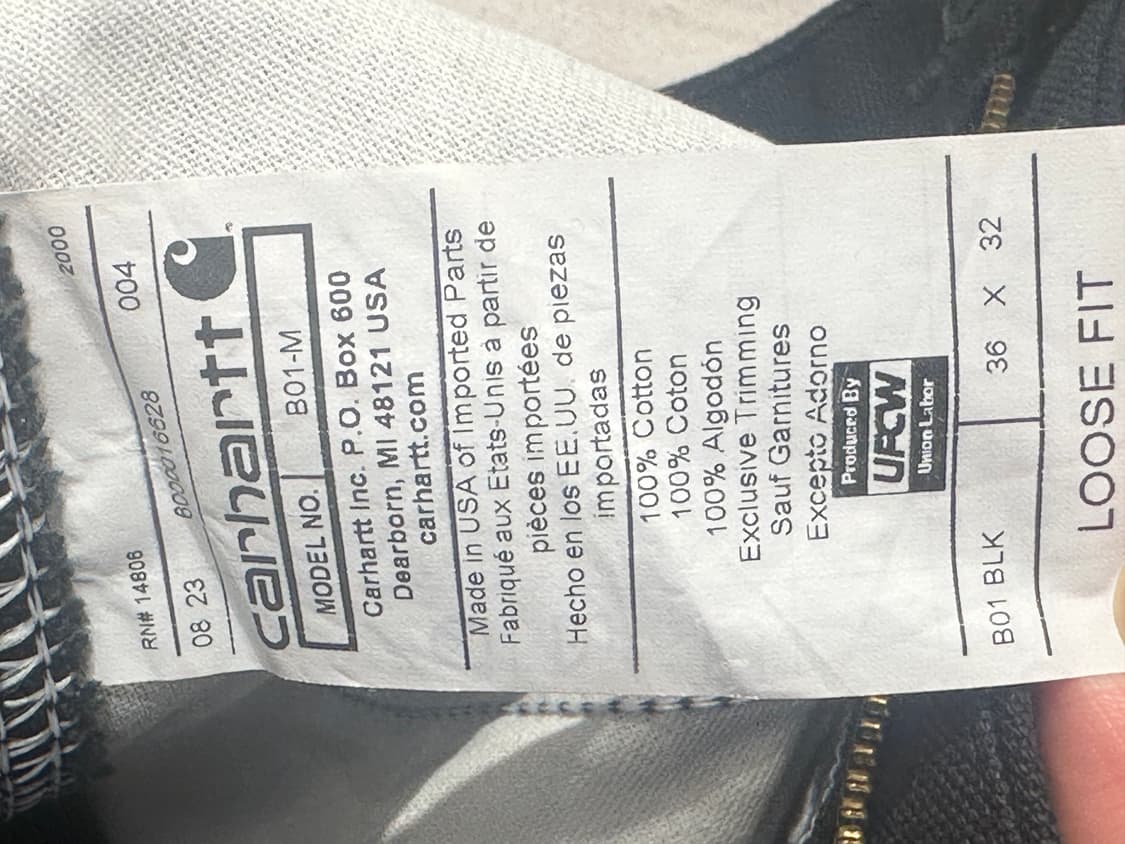 2000
RN# 14806 004
08 23 8000016628
carhartt
MODEL NO. B01-M
Carhartt Inc. P.O. Box 600
Dearborn, MI 48121 USA
carhartt.com
Made in USA of Imported Parts
Fabriqué aux Etats-Unis à partir de
pièces importées
Hecho en los EE.UU. de piezas
importadas
100% Cotton
100% Coton
100% Algodón
Exclusive Trimming
Sauf Garnitures
Excepto Adorno
Produced By
UFCW
Union Labor
B01 BLK 36 X 32
LOOSE FIT